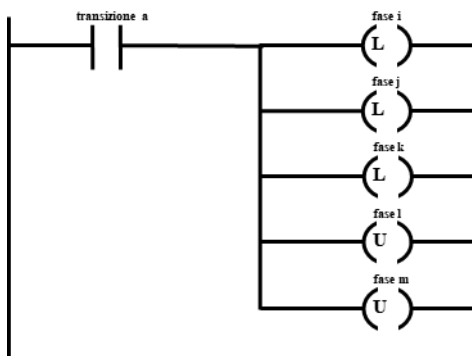 transizione a
fase i
L
fase j
L
fase k
L
fase l
U
fase m
U